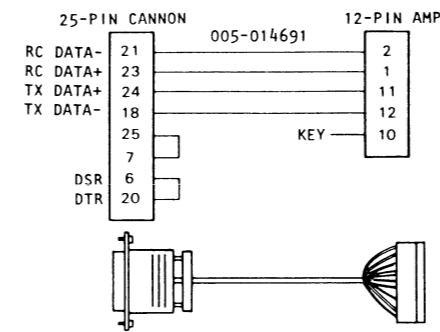 25-PIN CANNON
12-PIN AMP
005-014691
RC DATA- 21 2
RC DATA+ 23 1
TX DATA+ 24 11
TX DATA- 18 12
25 KEY 10
7
DSR 6
DTR 20